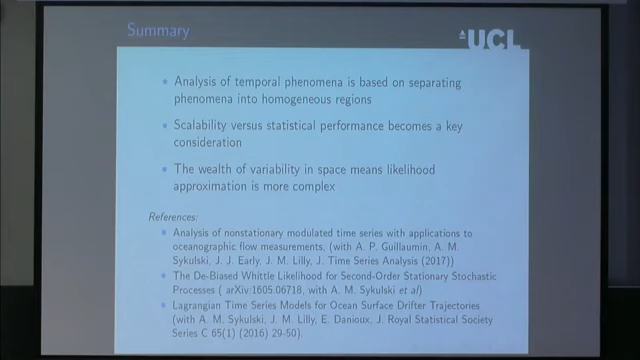 Summary
UCL
• Analysis of temporal phenomena is based on separating
phenomena into homogeneous regions
• Scalability versus statistical performance becomes a key
consideration
• The wealth of variability in space means likelihood
approximation is more complex
References:
• Analysis of nonstationary modulated time series with applications to
oceanographic flow measurements, (with A. P. Guillaumin, A. M.
Sykulski, J. J. Early, J. M. Lilly, J. Time Series Analysis (2017))
• The De-Biased Whittle Likelihood for Second-Order Stationary Stochastic
Processes ( arXiv:1605.06718, with A. M. Sykulski et al)
• Lagrangian Time Series Models for Ocean Surface Drifter Trajectories
(with A. M. Sykulski, J. M. Lilly, E. Danioux, J. Royal Statistical Society
Series C 65(1) (2016) 29-50).